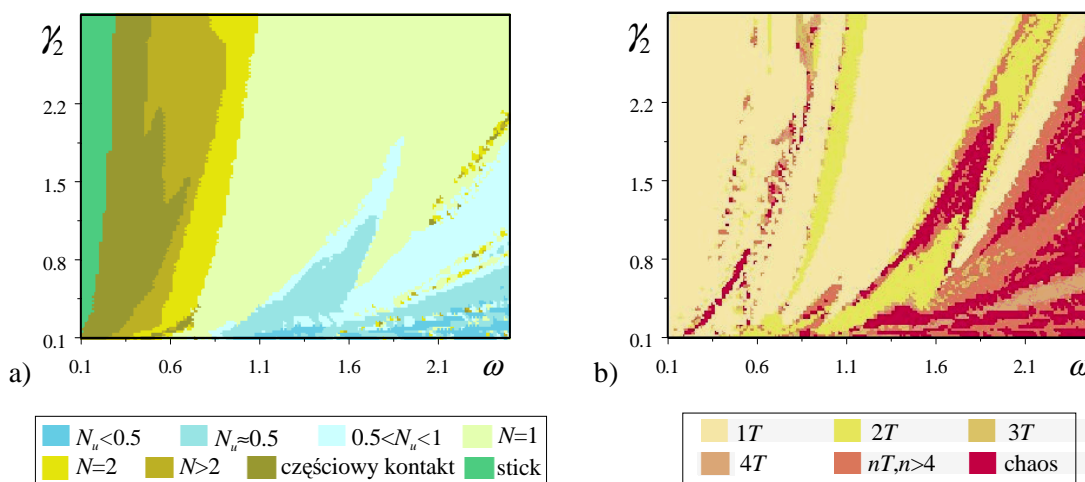 γ₂
2.2
1.5
0.8
0.1
0.1 0.6 1.1 1.6 2.1 ω
a)
Nᵤ<0.5 Nᵤ≈0.5 0.5<Nᵤ<1 N=1
N=2 N>2 częściowy kontakt stick
γ₂
2.2
1.5
0.8
0.1
0.1 0.6 1.1 1.6 2.1 ω
b)
1T 2T 3T
4T nT,n>4 chaos